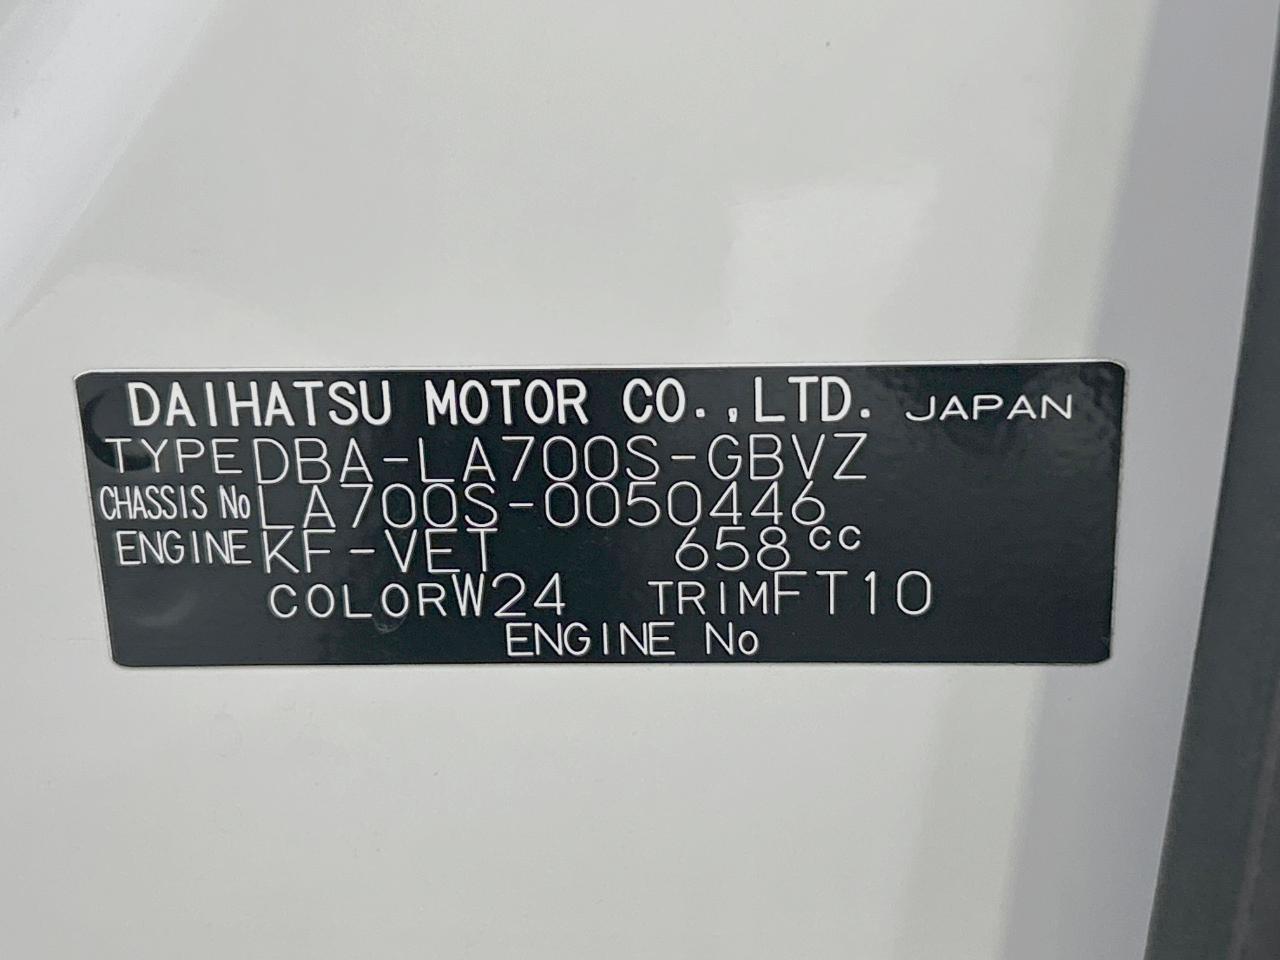 DAIHATSU MOTOR CO.,LTD. JAPAN
TYPE DBA-LA700S-GBVZ
CHASSIS No LA700S-0050446
ENGINE KF-VET 658cc
COLOR W24 TRIM FT10
ENGINE No